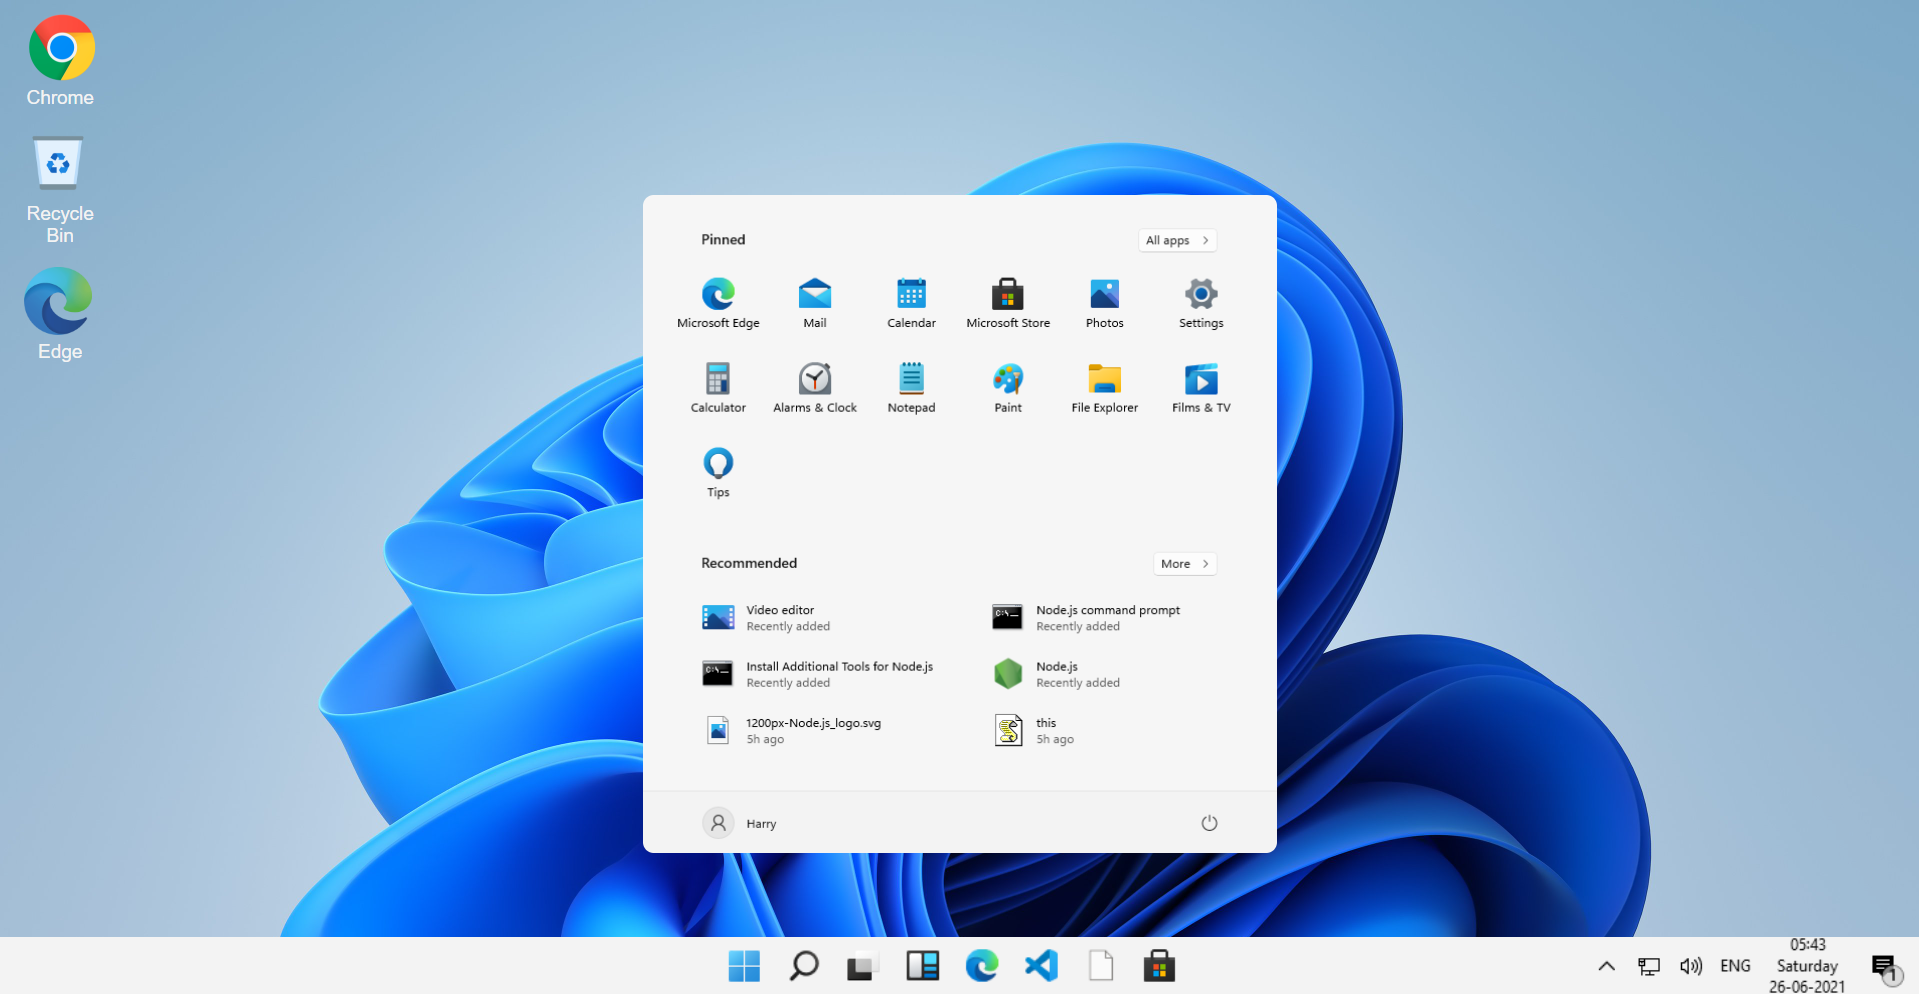 Chrome
Recycle
Bin
Edge
Pinned
All apps
Microsoft Edge
Mail
Calendar
Microsoft Store
Photos
Settings
Calculator
Alarms & Clock
Notepad
Paint
File Explorer
Films & TV
Tips
Recommended
More
Video editor
Recently added
Node.js command prompt
Recently added
Install Additional Tools for Node.js
Recently added
Node.js
Recently added
1200px-Node.js_logo.svg
5h ago
this
5h ago
Harry
ENG
05:43
Saturday
26-06-2021
1